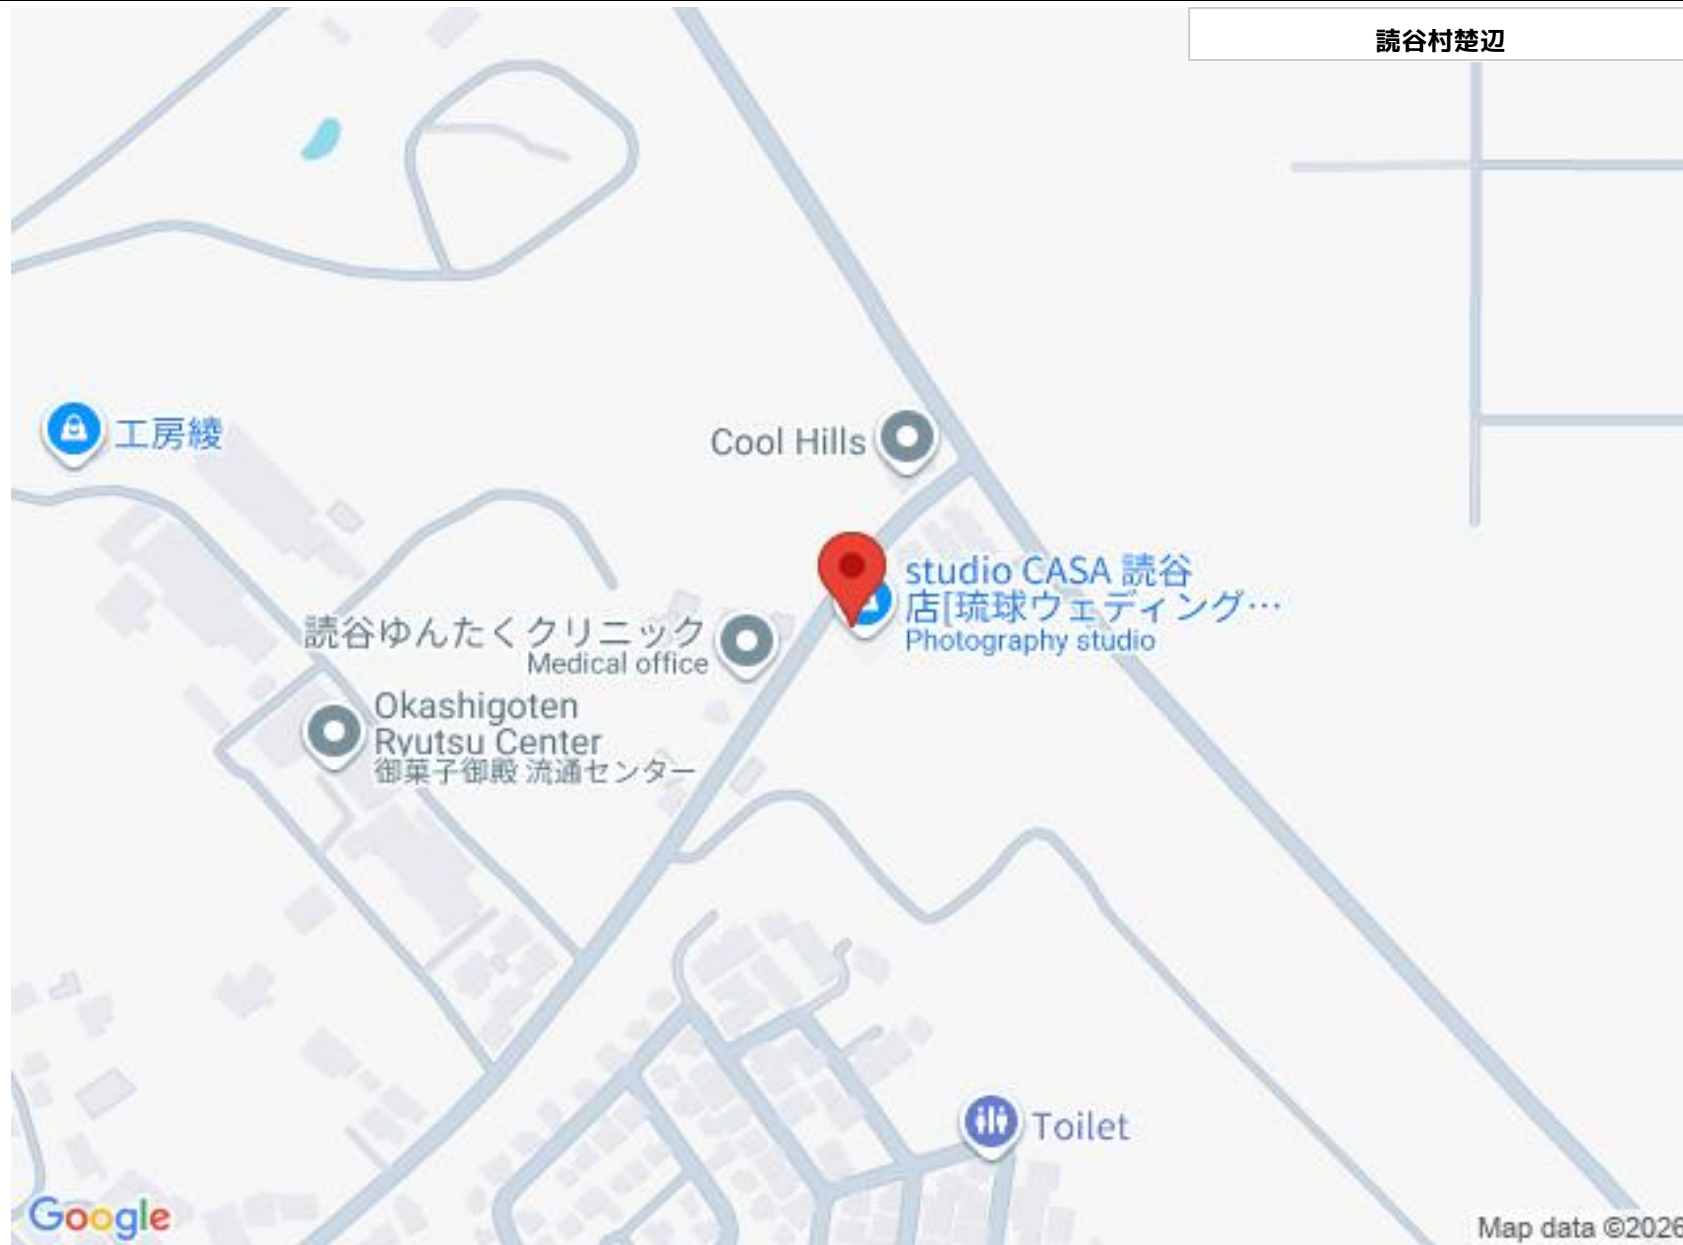 読谷村楚辺
工房綾
Cool Hills
studio CASA 読谷
店[琉球ウェディング…
Photography studio
読谷ゆんたくクリニック
Medical office
Okashigoten
Ryutsu Center
御菓子御殿 流通センター
Toilet
Google
Map data ©2026